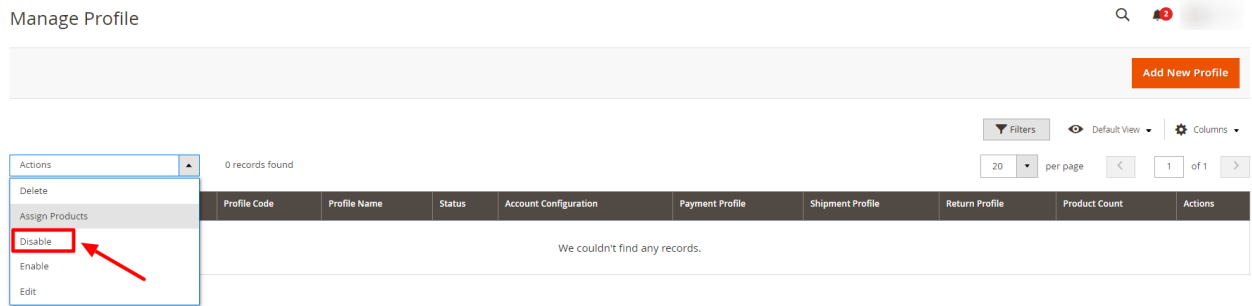 Manage Profile
2
Add New Profile
Filters
Default View
Columns
Actions
0 records found
20
per page
1
of 1
Delete
Assign Products
Disable
Enable
Edit
Profile Code
Profile Name
Status
Account Configuration
Payment Profile
Shipment Profile
Return Profile
Product Count
Actions
We couldn't find any records.